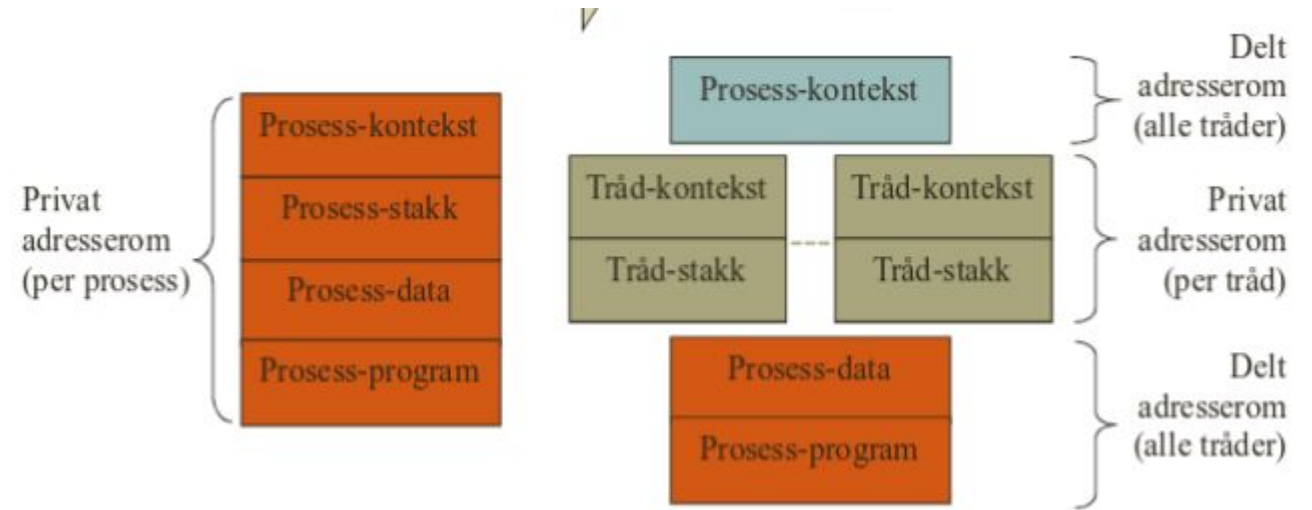 Privat
adresserom
(per prosess)
Prosess-kontekst
Prosess-stakk
Prosess-data
Prosess-program
Prosess-kontekst
Tråd-kontekst
Tråd-stakk
Tråd-kontekst
Tråd-stakk
Prosess-data
Prosess-program
Delt
adresserom
(alle tråder)
Privat
adresserom
(per tråd)
Delt
adresserom
(alle tråder)